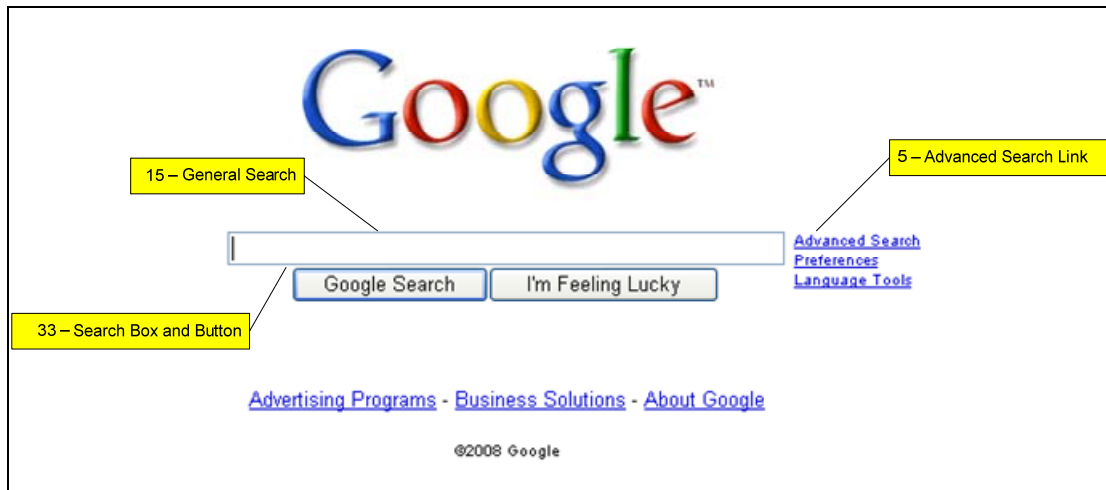 Google™
15 – General Search
5 – Advanced Search Link
Advanced Search
Preferences
Language Tools
Google Search
I'm Feeling Lucky
33 – Search Box and Button
Advertising Programs - Business Solutions - About Google
©2008 Google